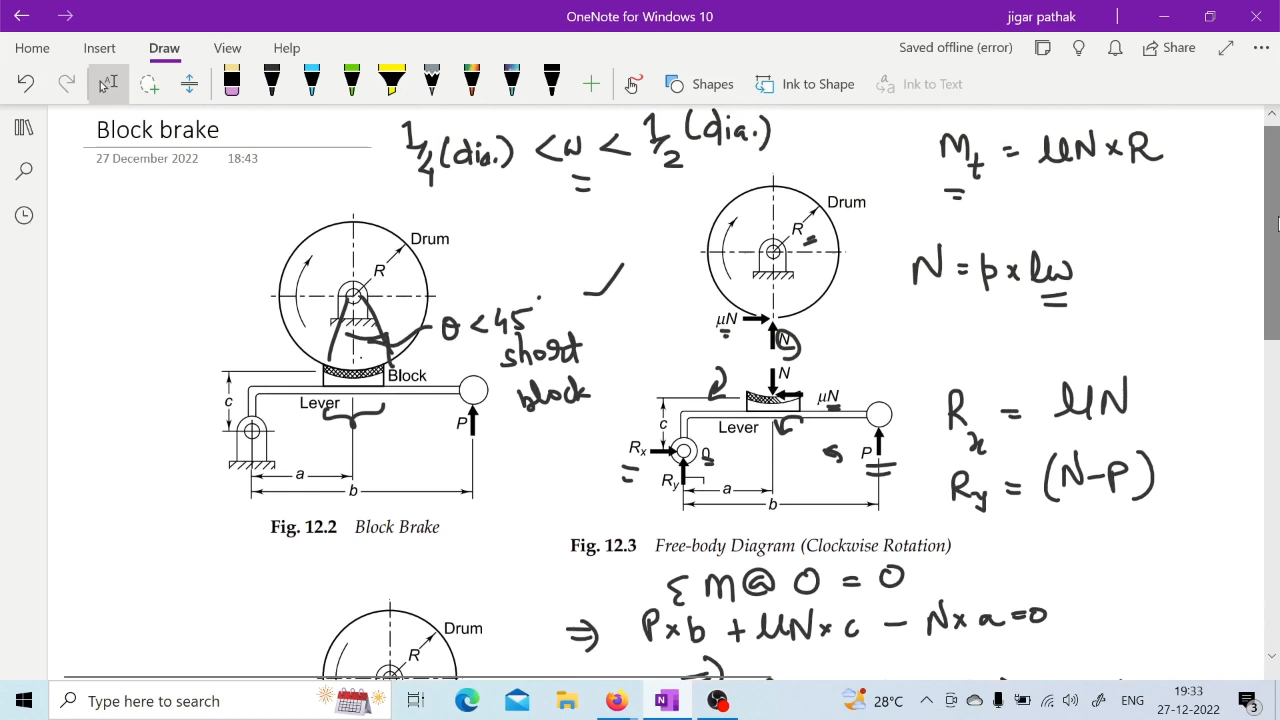 OneNote for Windows 10
jigar pathak
Home Insert Draw View Help
Saved offline (error)
Share
Shapes
Ink to Shape
Ink to Text
Block brake
27 December 2022 18:43
1/4 (dia.) < w < 1/2 (dia.)
Mt = μN × R
N = p × lw
Drum
R
θ < 45°
short
block
Block
Lever
c
P
a
b
Fig. 12.2 Block Brake
Drum
R
μN
N
N
μN
Lever
c
Rx
O
Ry
P
a
b
Rx = μN
Ry = (N-P)
Fig. 12.3 Free-body Diagram (Clockwise Rotation)
Σ M @ O = 0
⇒ P×b + μN×c - N×a=0
⇒
Drum
R
Type here to search
28°C
ENG
19:33
27-12-2022
3